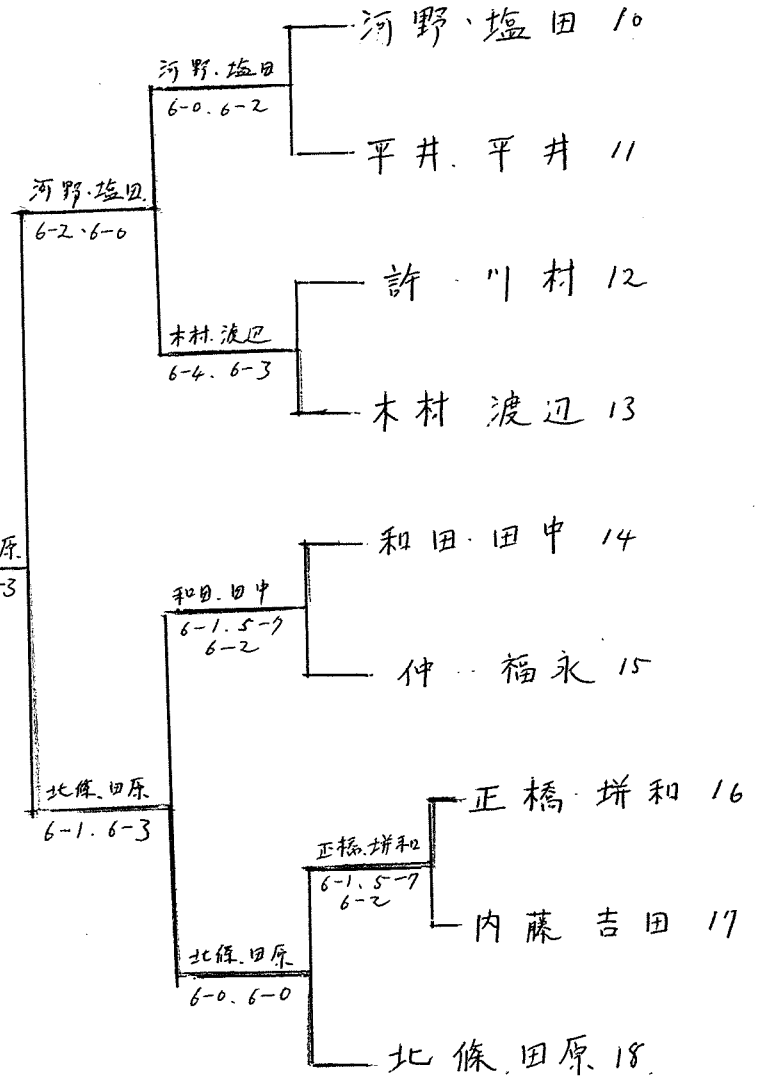 河野・塩田 10
河野・塩田
6-0. 6-2
平井. 平井 11
河野・塩田.
6-2・6-0
許・川村 12
木村. 渡辺
6-4. 6-3
木村 渡辺 13
和田・田中 14
原
-3
和田. 田中
6-1. 5-7
6-2
仲・福永 15
北條. 田原
6-1. 6-3
正橋・垪和 16
正橋. 垪和
6-1. 5-7
6-2
内藤 吉田 17
北條. 田原
6-0. 6-0
北條. 田原 18.